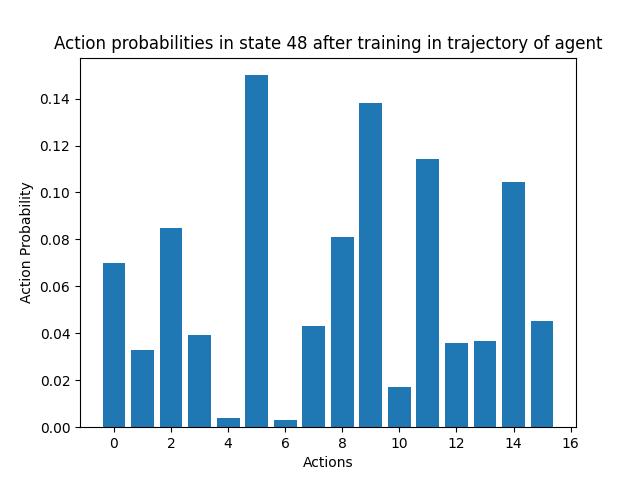 Action probabilities in state 48 after training in trajectory of agent
0.14
0.12
0.10
0.08
0.06
0.04
0.02
0.00
Action Probability
0 2 4 6 8 10 12 14 16
Actions